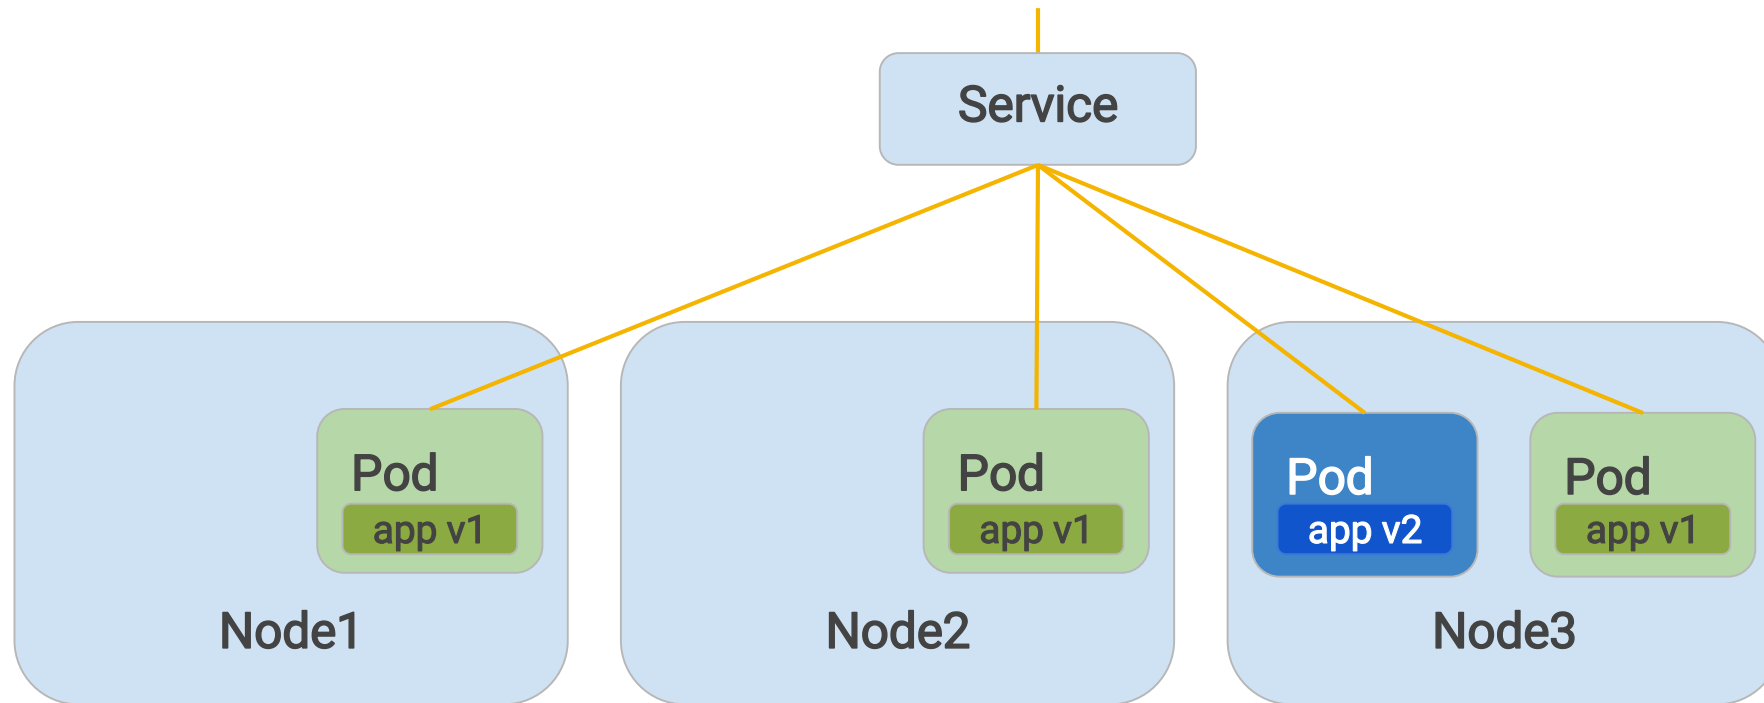 Service
Pod
app v1
Node1
Pod
app v1
Node2
Pod
app v2
Pod
app v1
Node3